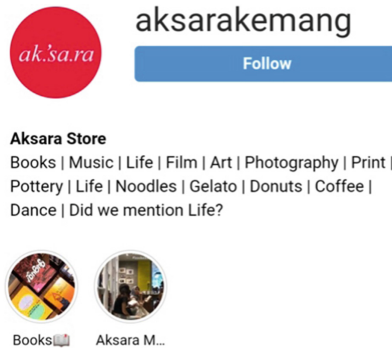 aksarakemang
ak.'sa.ra
Follow
Aksara Store
Books | Music | Life | Film | Art | Photography | Print |
Pottery | Life | Noodles | Gelato | Donuts | Coffee |
Dance | Did we mention Life?
Books📖
Aksara M...